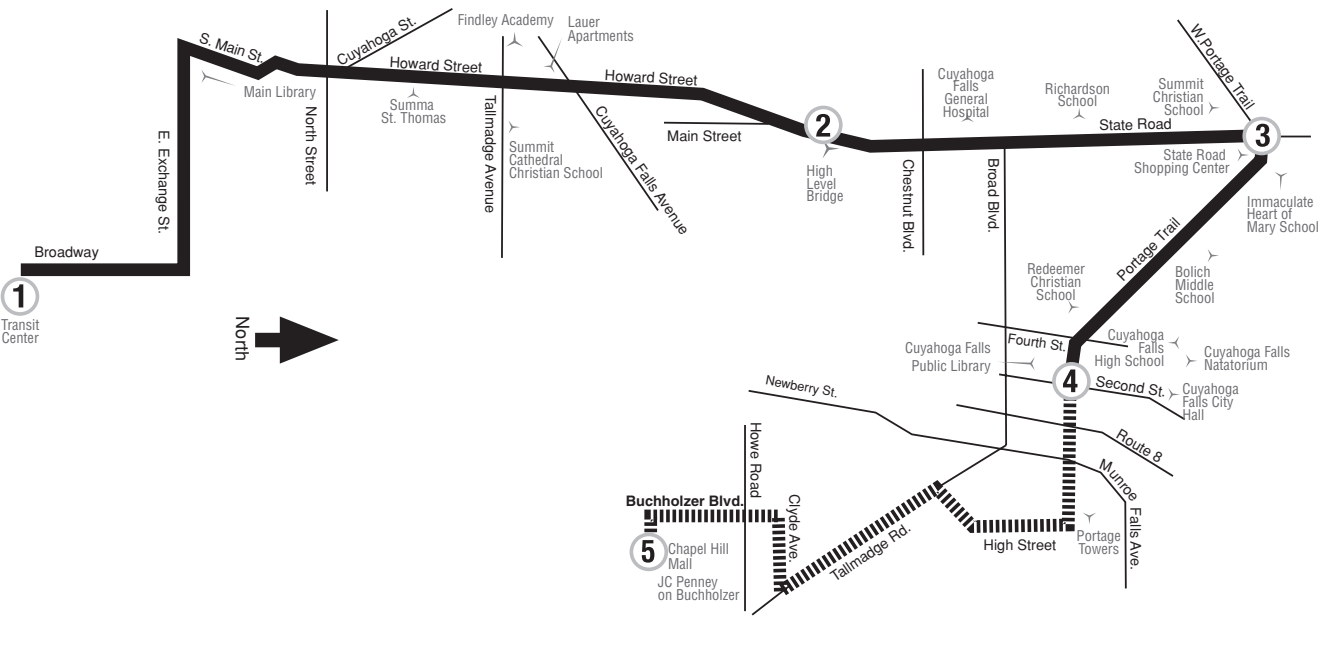 Cuyahoga St.
Findley Academy
Lauer
Apartments
S. Main St.
Main Library
North Street
Howard Street
Summa
St. Thomas
Tallmadge Avenue
Summit
Cathedral
Christian School
Howard Street
Cuyahoga Falls Avenue
Main Street
2
High
Level
Bridge
Chestnut Blvd.
Cuyahoga
Falls
General
Hospital
Broad Blvd.
Richardson
School
Summit
Christian
School
W.Portage Trail
State Road
3
State Road
Shopping Center
Immaculate
Heart of
Mary School
E. Exchange St.
Broadway
1
Transit
Center
North
Portage Trail
Redeemer
Christian
School
Bolich
Middle
School
Fourth St.
Cuyahoga
Falls
High School
Cuyahoga Falls
Natatorium
Cuyahoga Falls
Public Library
4
Second St.
Cuyahoga
Falls City
Hall
Newberry St.
Route 8
Munroe
Falls Ave.
Howe Road
Buchholzer Blvd.
Clyde Ave.
5
Chapel Hill
Mall
JC Penney
on Buchholzer
Tallmadge Rd.
High Street
Portage
Towers